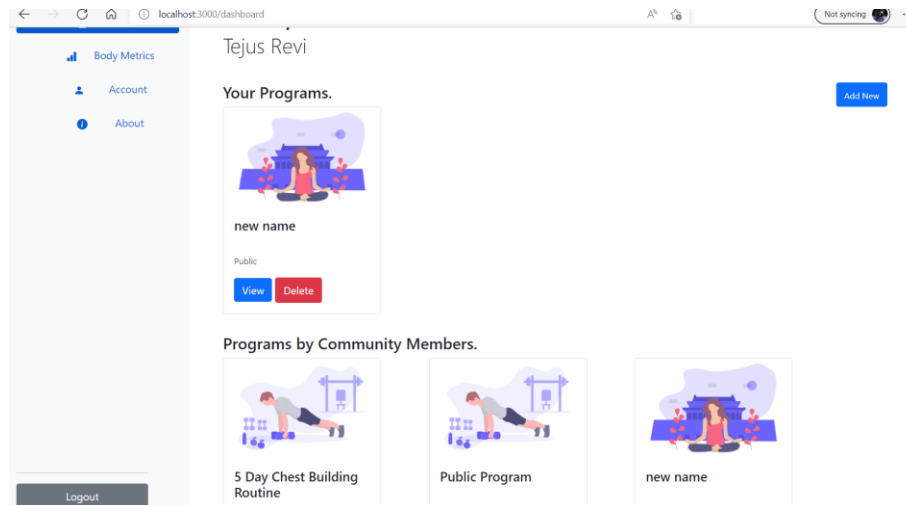 localhost:3000/dashboard
Not syncing
Body Metrics
Account
About
Logout
Tejus Revi
Your Programs.
Add New
new name
Public
View Delete
Programs by Community Members.
5 Day Chest Building
Routine
Public Program
new name